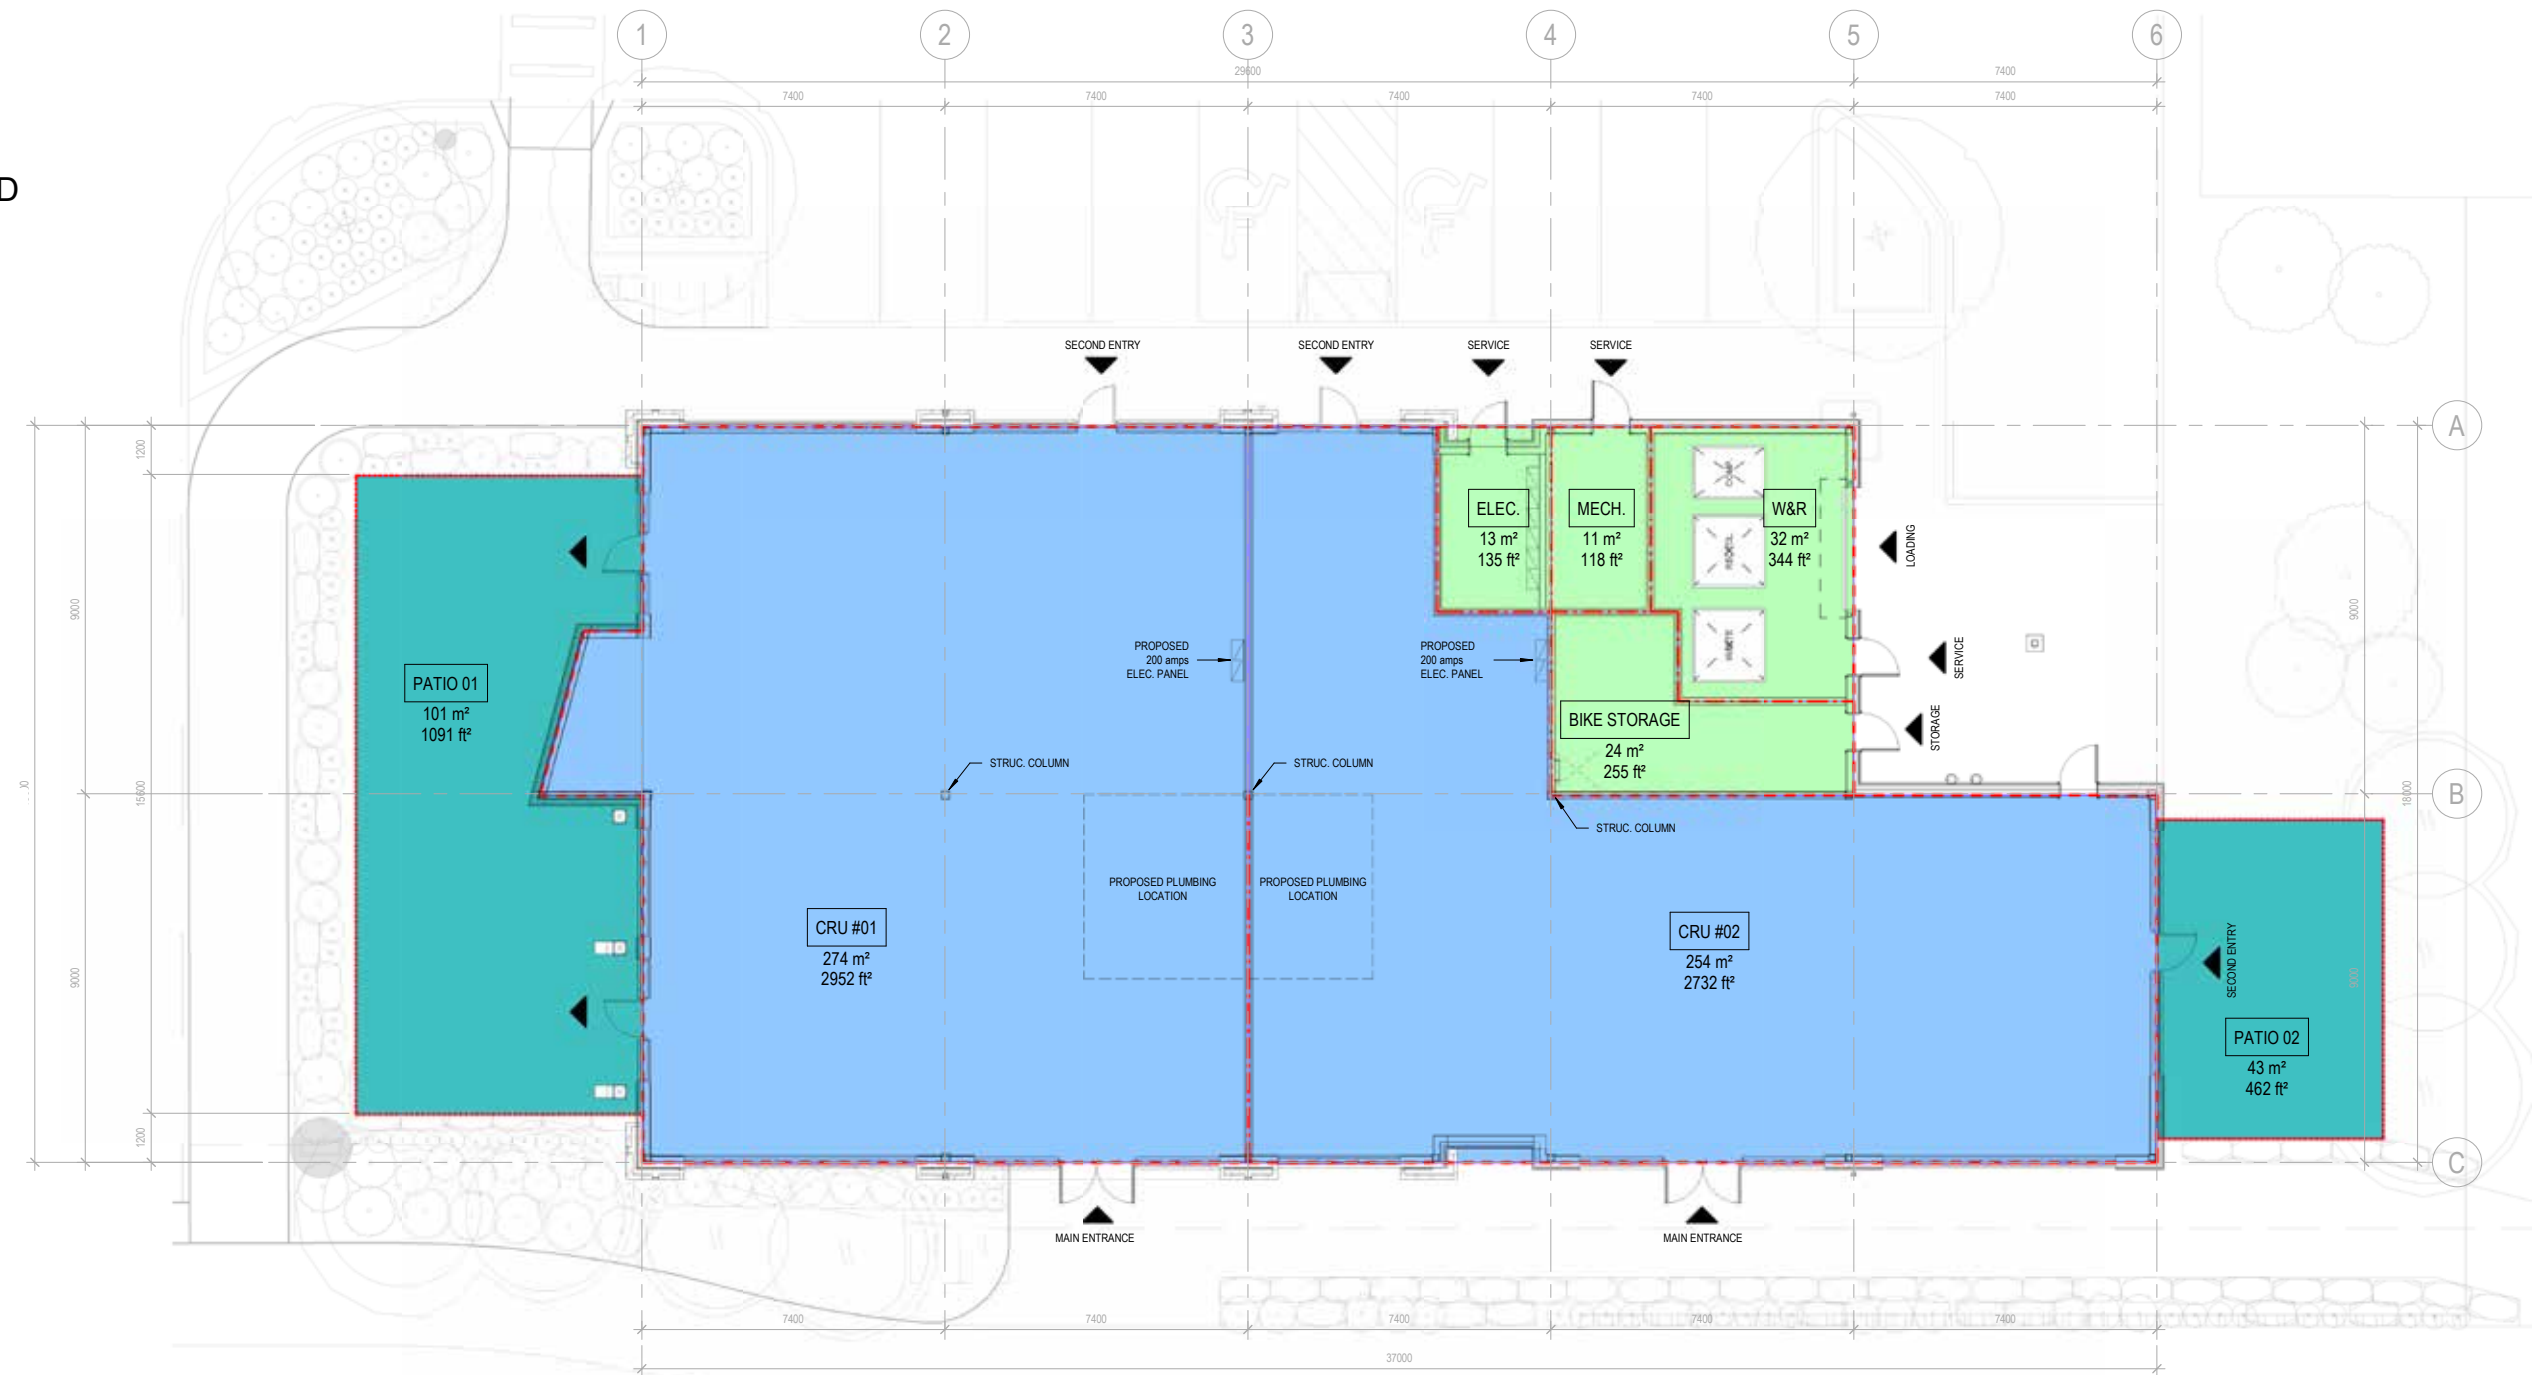 1
2
3
4
5
6
29600
7400
7400
7400
7400
7400
7400
D
SECOND ENTRY
SECOND ENTRY
SERVICE
SERVICE
A
1200
ELEC.
13 m²
135 ft²
MECH.
11 m²
118 ft²
W&R
32 m²
344 ft²
LOADING
9000
9000
PROPOSED
200 amps
ELEC. PANEL
PROPOSED
200 amps
ELEC. PANEL
SERVICE
PATIO 01
101 m²
1091 ft²
BIKE STORAGE
24 m²
255 ft²
STORAGE
STRUC. COLUMN
STRUC. COLUMN
15600
18000
B
STRUC. COLUMN
PROPOSED PLUMBING
LOCATION
PROPOSED PLUMBING
LOCATION
CRU #01
274 m²
2952 ft²
CRU #02
254 m²
2732 ft²
SECOND ENTRY
9000
9000
PATIO 02
43 m²
462 ft²
1200
C
MAIN ENTRANCE
MAIN ENTRANCE
7400
7400
7400
7400
7400
37000